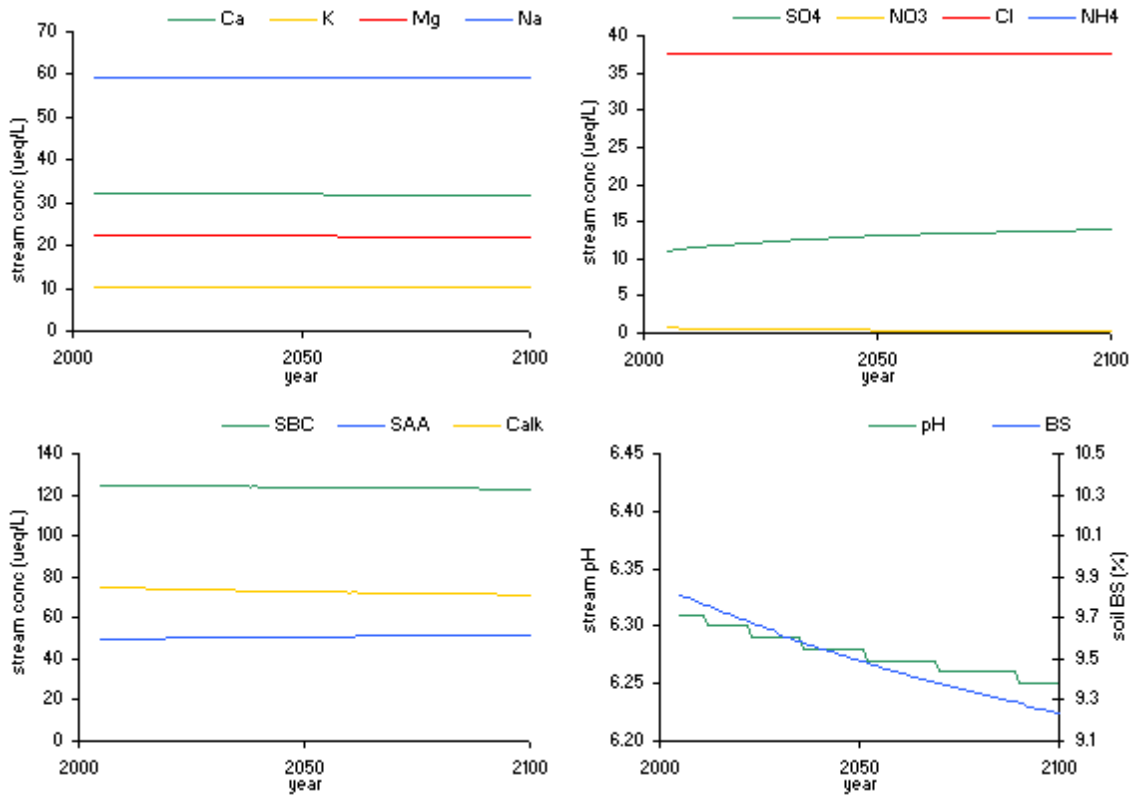 Ca K Mg Na
70
60
50
40
30
20
10
0
stream conc (ueq/L)
2000 2050 2100
year
SO4 NO3 Cl NH4
40
35
30
25
20
15
10
5
0
stream conc (ueq/L)
2000 2050 2100
year
SBC SAA Calk
140
120
100
80
60
40
20
0
stream conc (ueq/L)
2000 2050 2100
year
pH BS
6.45
6.40
6.35
6.30
6.25
6.20
stream pH
10.5
10.3
10.1
9.9
9.7
9.5
9.3
9.1
soil BS (%)
2000 2050 2100
year